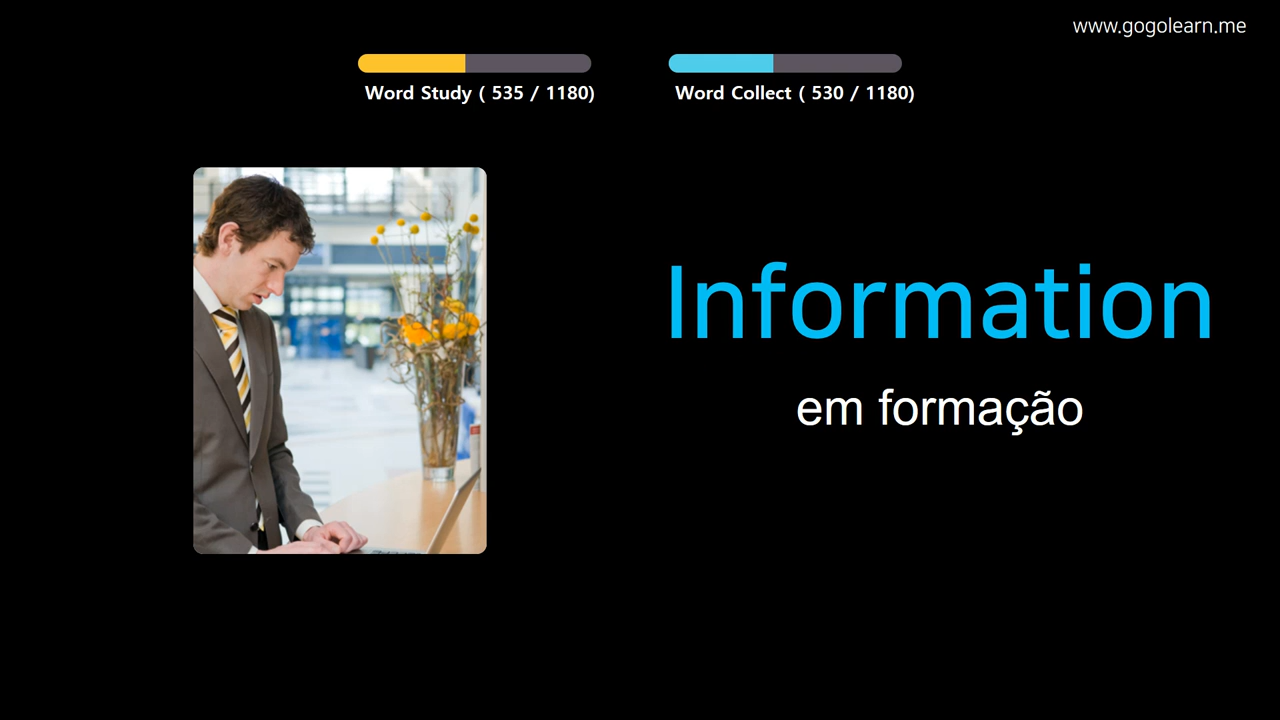 www.gogolearn.me
Word Study ( 535 / 1180)
Word Collect ( 530 / 1180)
Information
em formação